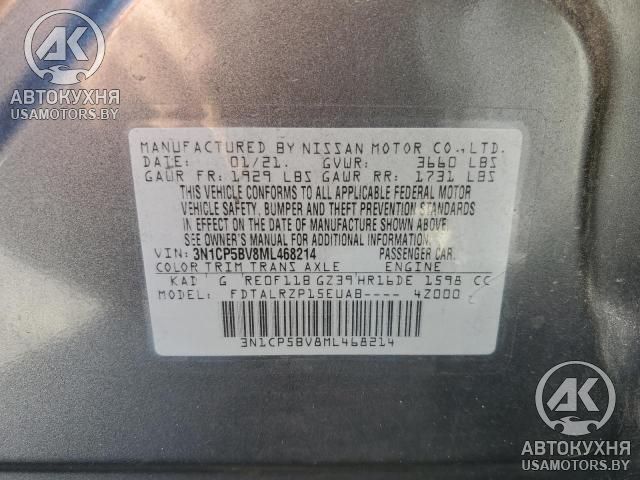 AK
АВТОКУХНЯ
USAMOTORS.BY
MANUFACTURED BY NISSAN MOTOR CO.,LTD.
DATE: 01/21. GVWR: 3660 LBS
GAWR FR: 1929 LBS GAWR RR: 1731 LBS
THIS VEHICLE CONFORMS TO ALL APPLICABLE FEDERAL MOTOR
VEHICLE SAFETY, BUMPER AND THEFT PREVENTION STANDARDS
IN EFFECT ON THE DATE OF MANUFACTURE SHOWN ABOVE.
SEE OWNER'S MANUAL FOR ADDITIONAL INFORMATION.
VIN: 3N1CP5BV8ML468214 PASSENGER CAR.
COLOR TRIM TRANS AXLE ENGINE
KAD G RE0F11B GZ39 HR16DE 1598 CC
MODEL: FDTALRZP15EUAB---- 4Z000
3N1CP5BV8ML468214
AK
АВТОКУХНЯ
USAMOTORS.BY